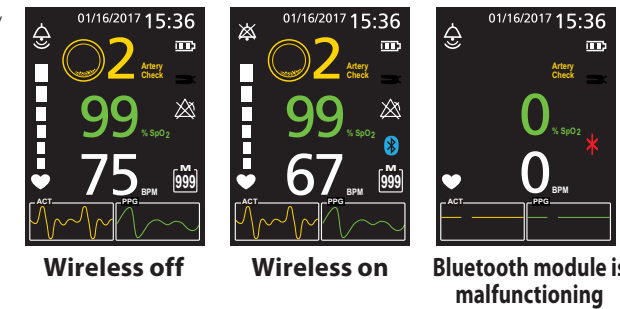 01/16/2017 15:36
2 Artery Check
99 % SpO2
75 BPM
M 999
ACT PPG
Wireless off
01/16/2017 15:36
2 Artery Check
99 % SpO2
67 BPM
M 999
ACT PPG
Wireless on
01/16/2017 15:36
Artery Check
0 % SpO2
0 BPM
ACT PPG
Bluetooth module is
malfunctioning